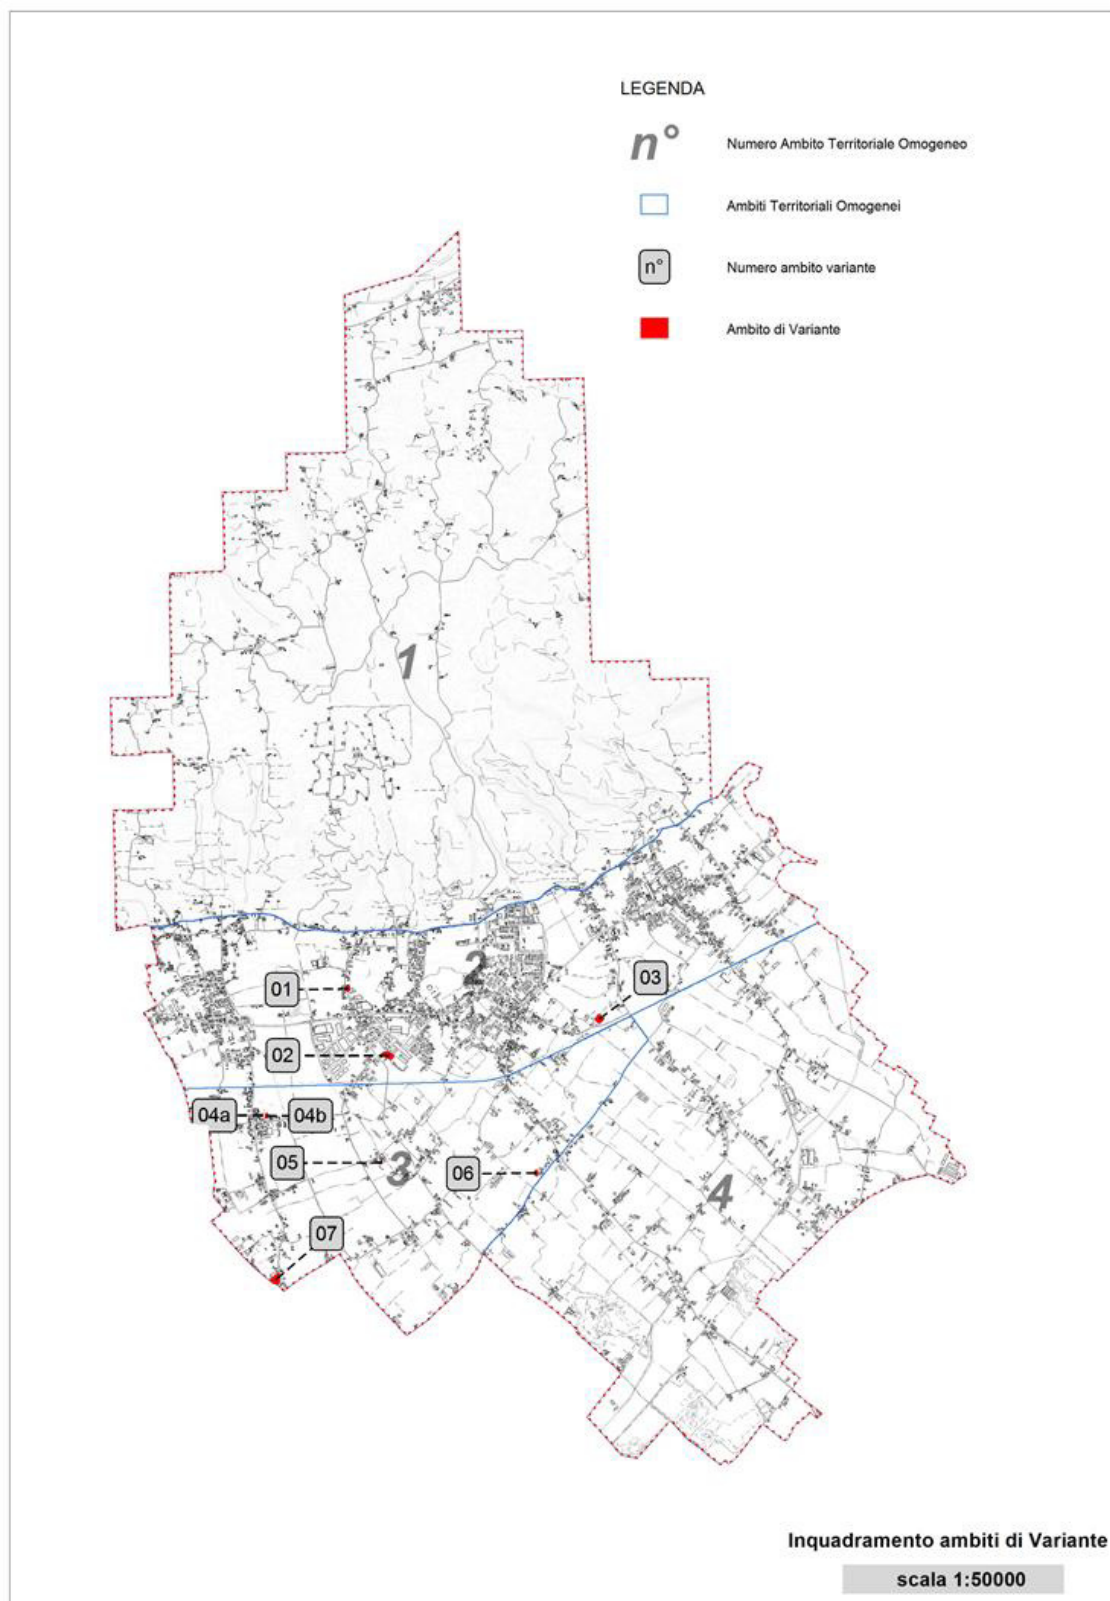 LEGENDA
n° Numero Ambito Territoriale Omogeneo
Ambiti Territoriali Omogenei
n° Numero ambito variante
Ambito di Variante
1
2
01
03
02
04a 04b
05
3
06
4
07
Inquadramento ambiti di Variante
scala 1:50000